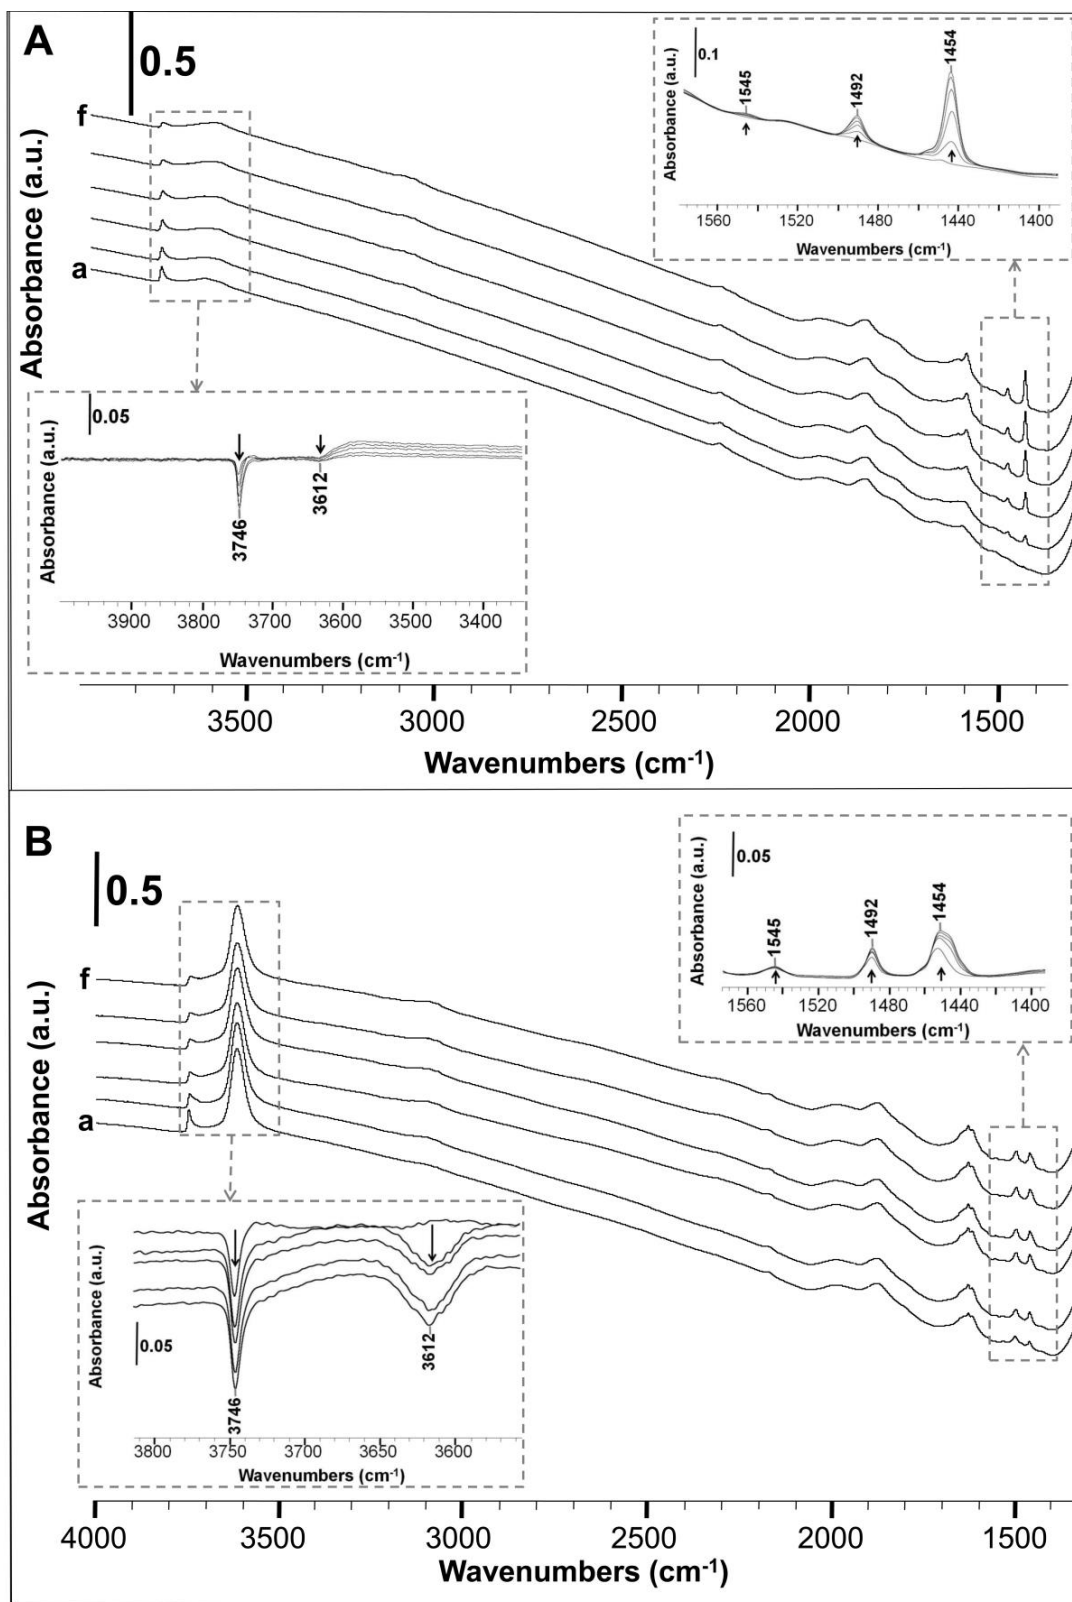 A
0.5
f
a
Absorbance (a.u.)
0.1
1545
1492
1454
Absorbance (a.u.)
1560
1520
1480
1440
1400
Wavenumbers (cm-1)
0.05
3746
3612
Absorbance (a.u.)
3900
3800
3700
3600
3500
3400
Wavenumbers (cm-1)
3500
3000
2500
2000
1500
Wavenumbers (cm-1)
B
0.5
f
a
Absorbance (a.u.)
0.05
1545
1492
1454
Absorbance (a.u.)
1560
1520
1480
1440
1400
Wavenumbers (cm-1)
0.05
3746
3612
Absorbance (a.u.)
3800
3750
3700
3650
3600
Wavenumbers (cm-1)
4000
3500
3000
2500
2000
1500
Wavenumbers (cm-1)